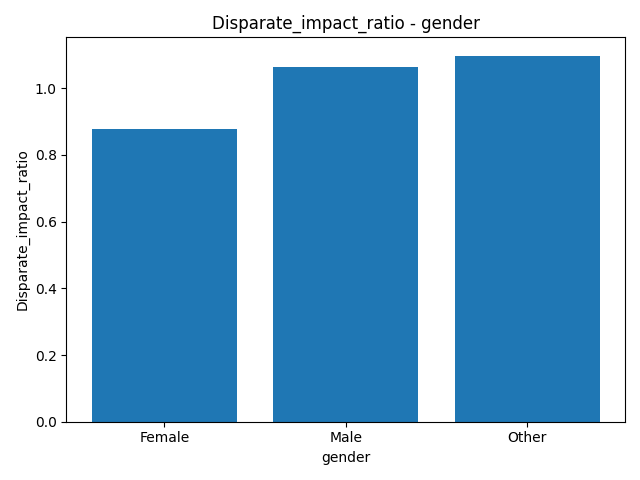 Disparate_impact_ratio - gender
Disparate_impact_ratio
1.0
0.8
0.6
0.4
0.2
0.0
Female
Male
Other
gender